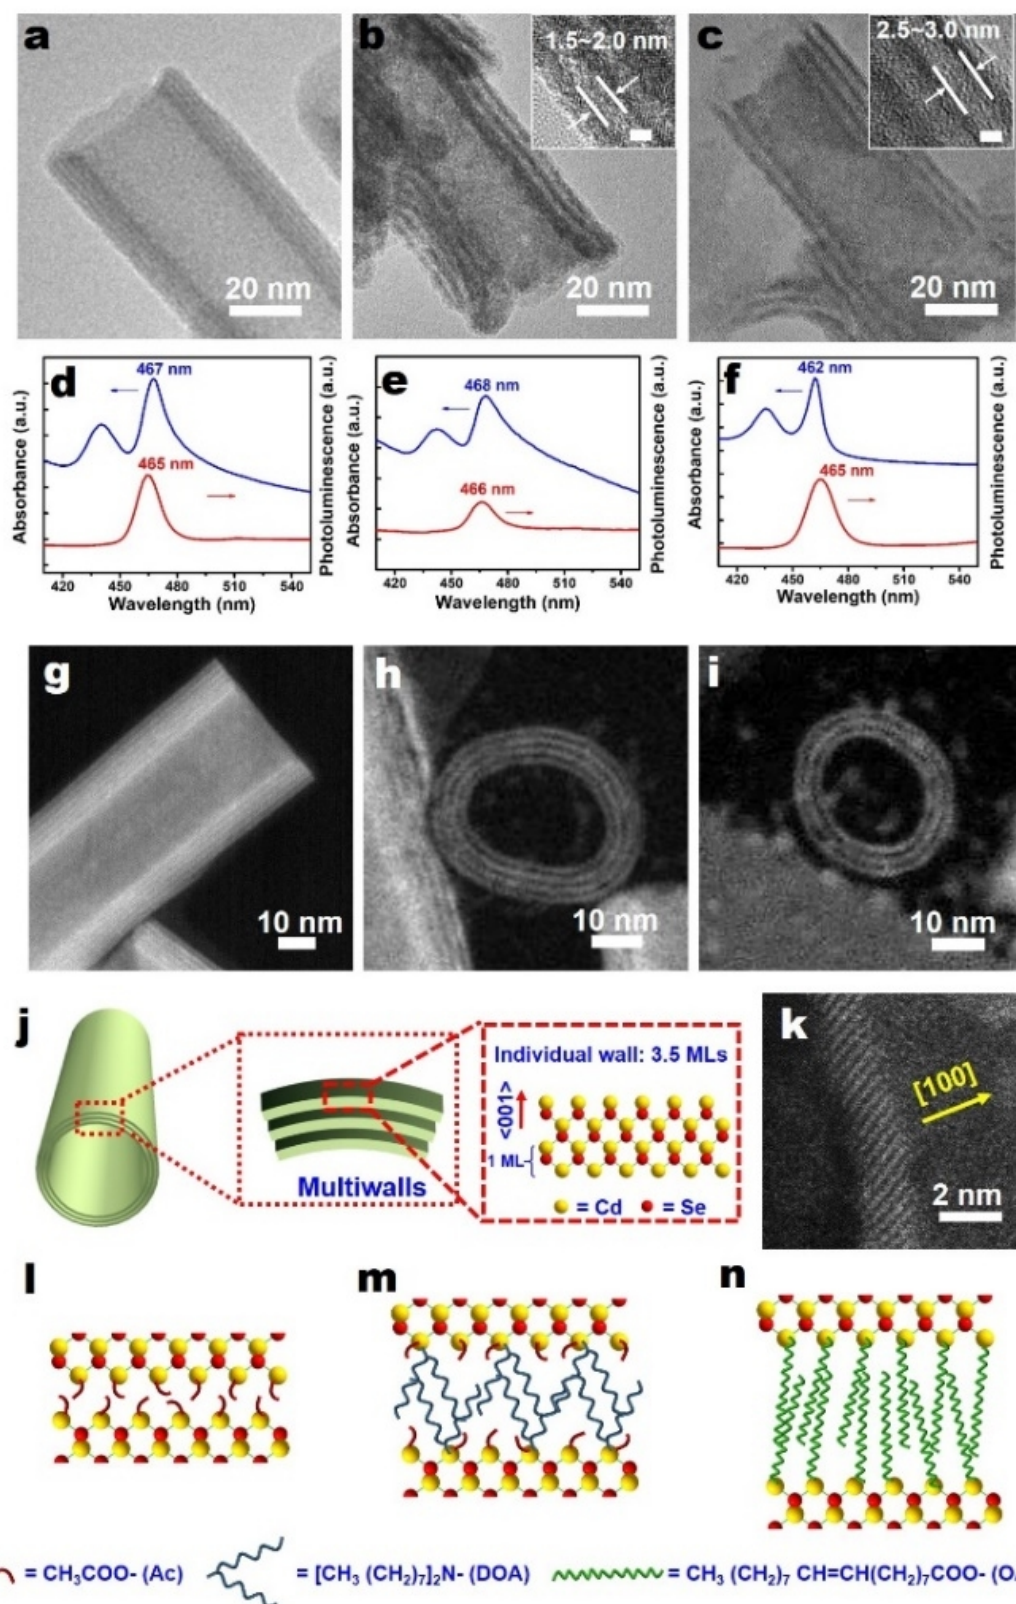 a
b
1.5~2.0 nm
c
2.5~3.0 nm
20 nm
20 nm
20 nm
d
467 nm
465 nm
Absorbance (a.u.)
Photoluminescence (a.u.)
420 450 480 510 540
Wavelength (nm)
e
468 nm
466 nm
Absorbance (a.u.)
Photoluminescence (a.u.)
420 450 480 510 540
Wavelength (nm)
f
462 nm
465 nm
Absorbance (a.u.)
Photoluminescence (a.u.)
420 450 480 510 540
Wavelength (nm)
g
10 nm
h
10 nm
i
10 nm
j
Multiwalls
Individual wall: 3.5 MLs
<001>
1 ML
= Cd = Se
k
[100]
2 nm
l
m
n
= CH₃COO- (Ac)
= [CH₃ (CH₂)₇]₂N- (DOA)
= CH₃ (CH₂)₇ CH=CH(CH₂)₇COO- (O